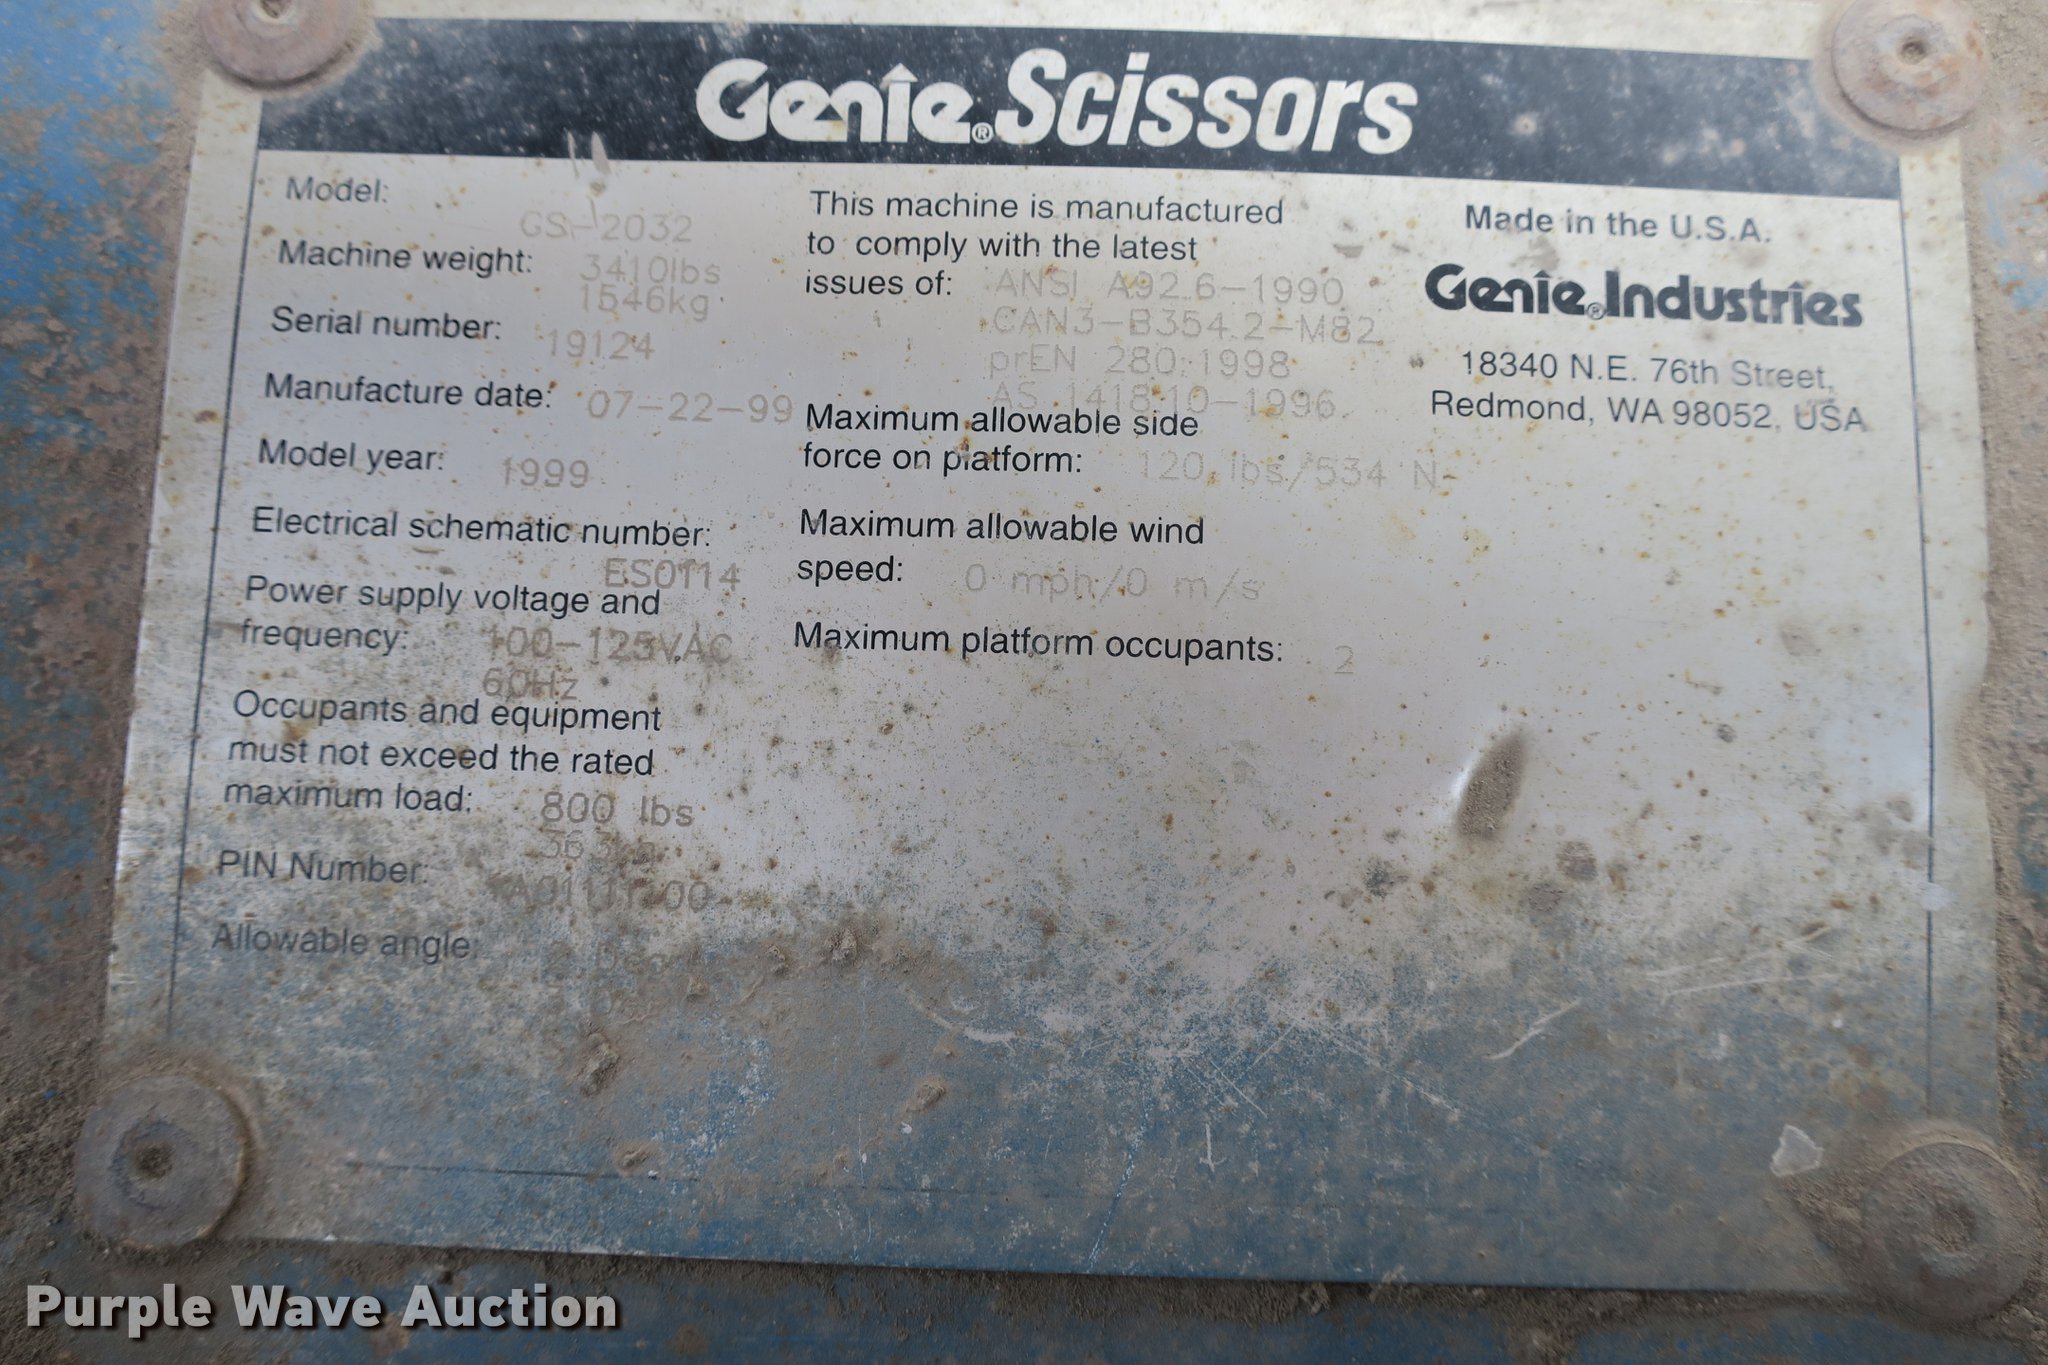 Genie® Scissors
Model: GS-2032
Machine weight: 3410lbs
1546kg
Serial number: 19124
Manufacture date: 07-22-99
Model year: 1999
Electrical schematic number:
ES0114
Power supply voltage and
frequency: 100-125VAC
60Hz
Occupants and equipment
must not exceed the rated
maximum load: 800 lbs
PIN Number:
Allowable angle:
This machine is manufactured
to comply with the latest
issues of: ANSI A92.6-1990
CAN3-B354.2-M82
prEN 280:1998
AS 1418.10-1996
Maximum allowable side
force on platform: 120 lbs/534 N
Maximum allowable wind
speed: 0 mph/0 m/s
Maximum platform occupants: 2
Made in the U.S.A.
Genie® Industries
18340 N.E. 76th Street,
Redmond, WA 98052, USA
Purple Wave Auction